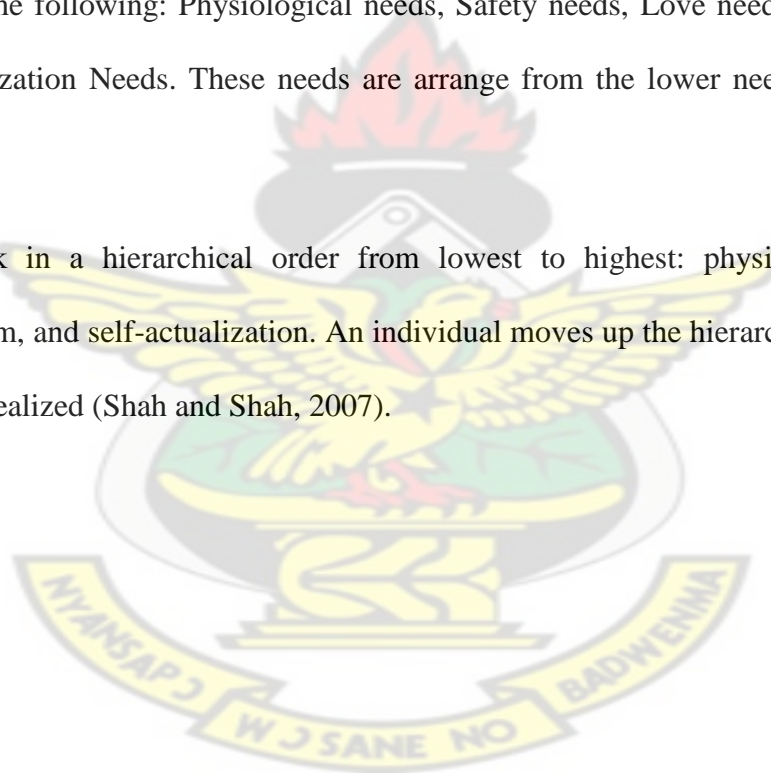 he following: Physiological needs, Safety needs, Love need
zation Needs. These needs are arrange from the lower nee
k in a hierarchical order from lowest to highest: physi
m, and self-actualization. An individual moves up the hierarc
ealized (Shah and Shah, 2007).
NYANSAPƆ
WƆSANE NO
BADWENMA